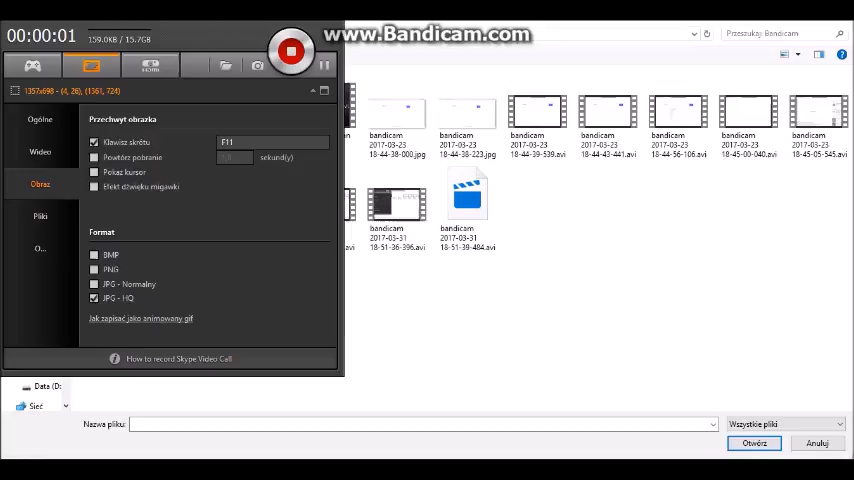 00:00:01
159.0KB / 15.7GB
www.Bandicam.com
Przeszukaj: Bandicam
HDMI
1357x698 - (4, 26), (1361, 724)
Ogólne
Wideo
Obraz
Pliki
O...
Przechwyt obrazka
Klawisz skrótu
F11
Powtórz pobranie
1,0
sekund(y)
Pokaż kursor
Efekt dźwięku migawki
Format
BMP
PNG
JPG - Normalny
JPG - HQ
Jak zapisać jako animowany gif
How to record Skype Video Call
bandicam
2017-03-23
18-44-38-000.jpg
bandicam
2017-03-23
18-44-38-223.jpg
bandicam
2017-03-23
18-44-39-539.avi
bandicam
2017-03-23
18-44-43-441.avi
bandicam
2017-03-23
18-44-56-106.avi
bandicam
2017-03-23
18-45-00-040.avi
bandicam
2017-03-23
18-45-05-545.avi
bandicam
2017-03-31
18-51-36-396.avi
bandicam
2017-03-31
18-51-39-484.avi
Data (D:
Sieć
Nazwa pliku:
Wszystkie pliki
Otwórz
Anuluj